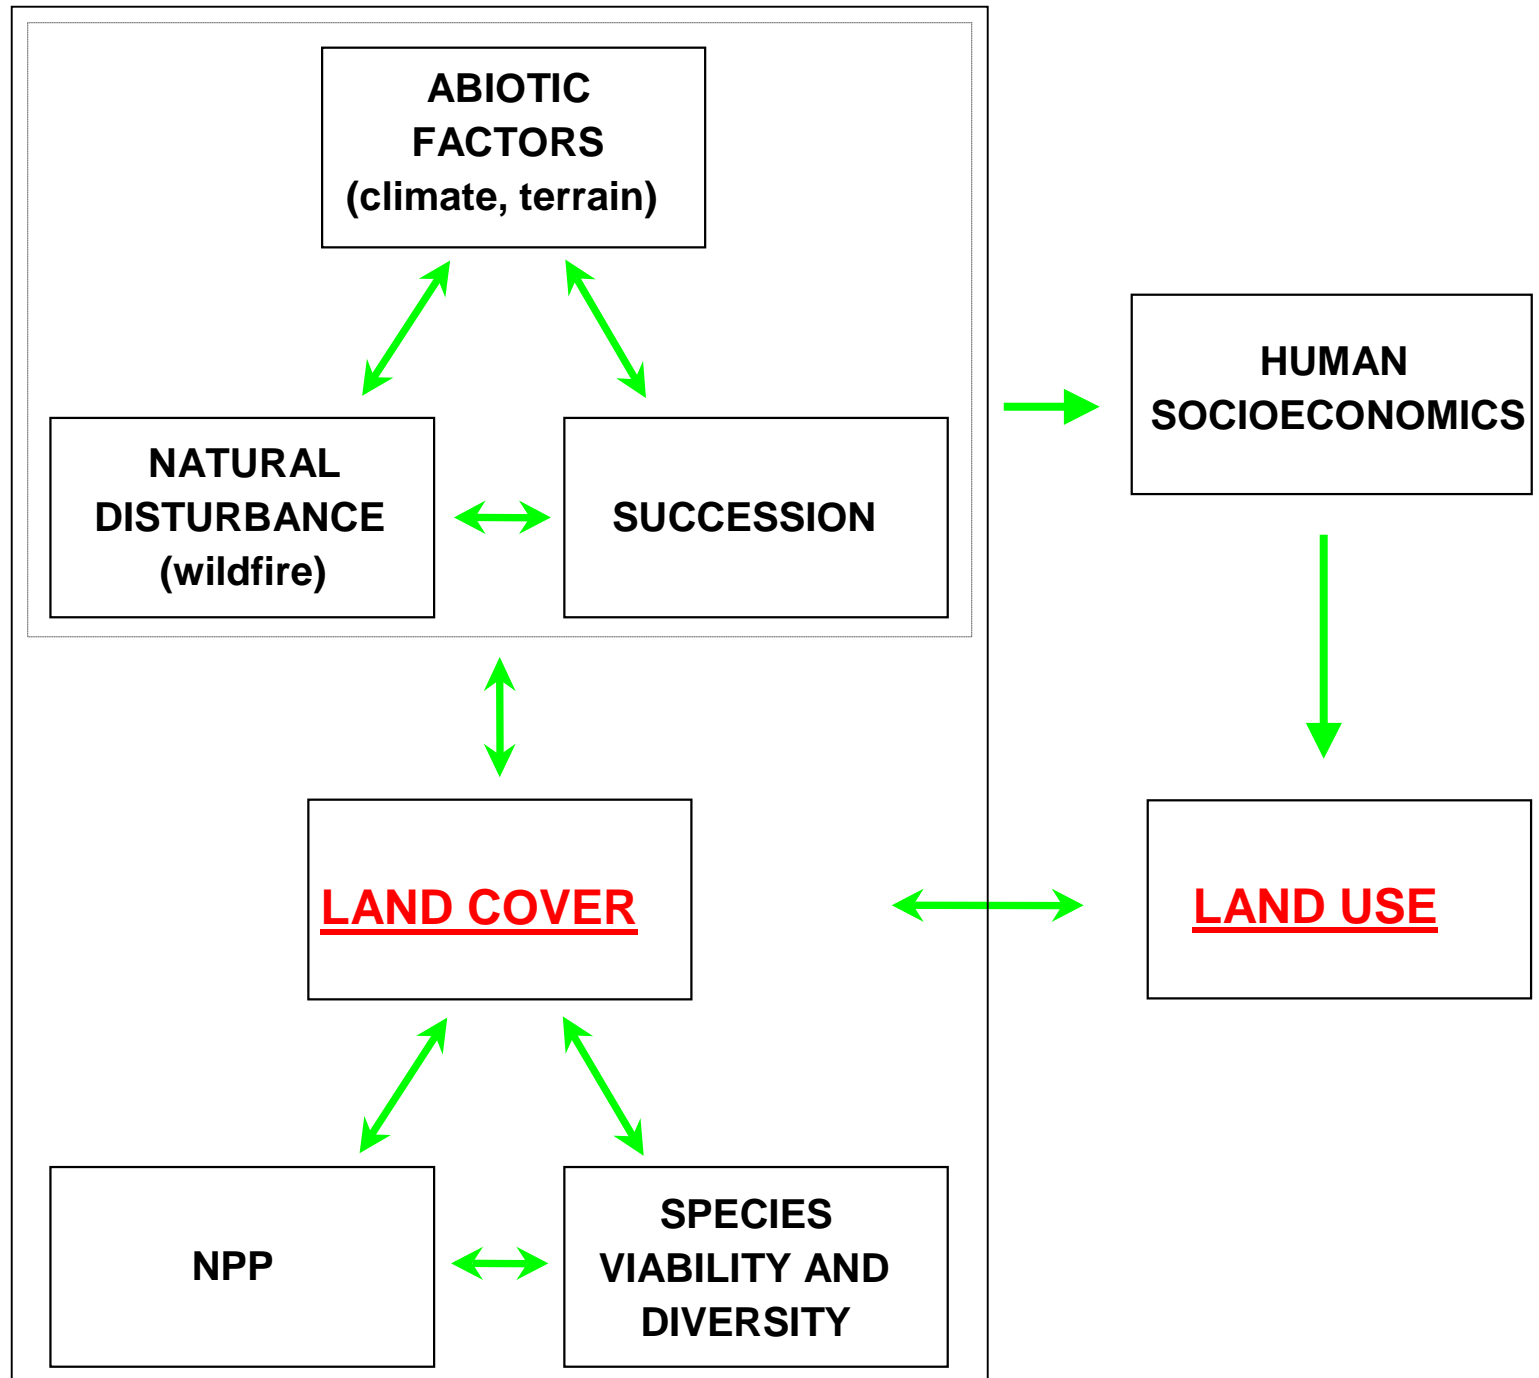 ABIOTIC
FACTORS
(climate, terrain)
HUMAN
SOCIOECONOMICS
NATURAL
DISTURBANCE
(wildfire)
SUCCESSION
LAND COVER
LAND USE
NPP
SPECIES
VIABILITY AND
DIVERSITY